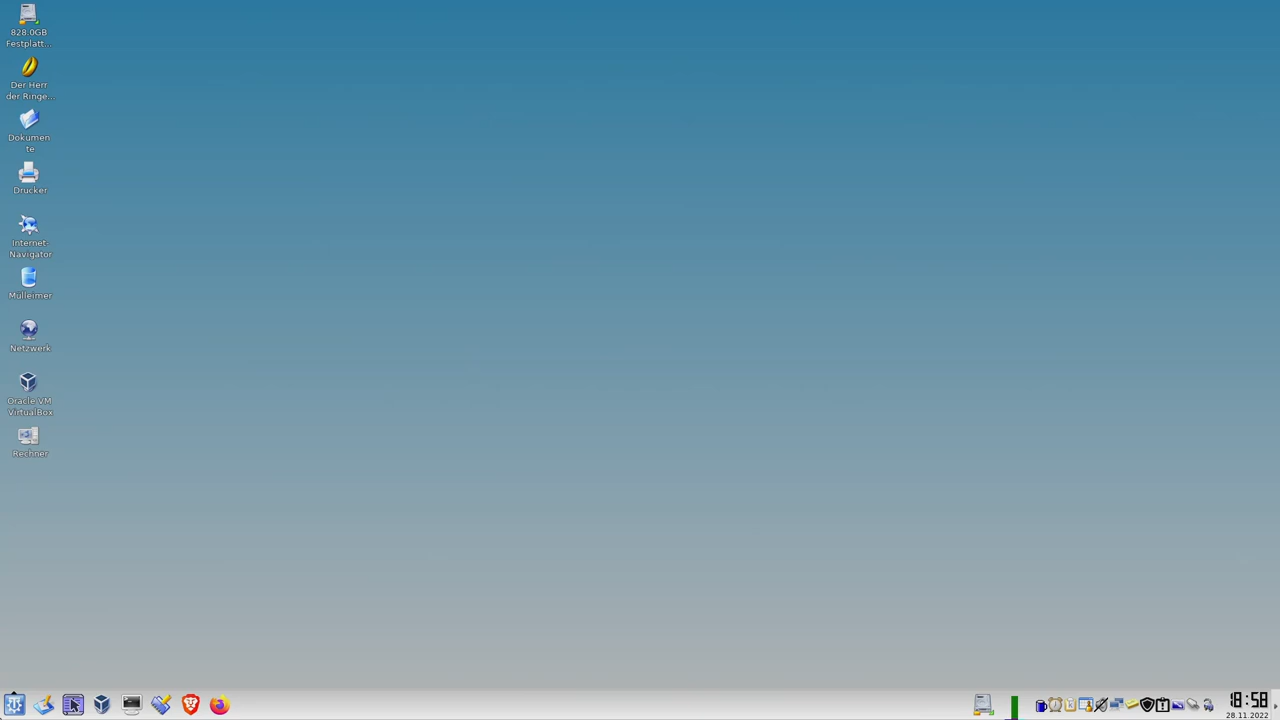 828.0GB
Festplatt...
Der Herr
der Ringe...
Dokumen
te
Drucker
Internet-
Navigator
Mülleimer
Netzwerk
Oracle VM
VirtualBox
Rechner
18:58
28.11.2022